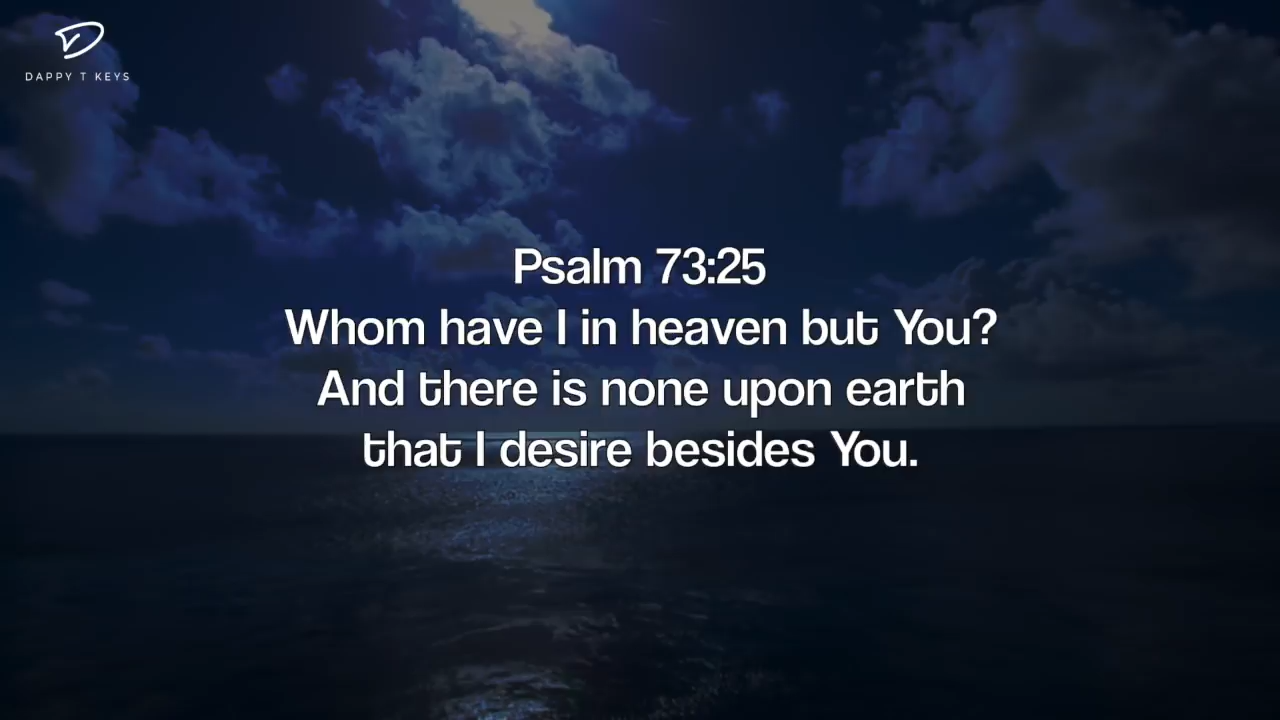 DAPPY T KEYS
Psalm 73:25
Whom have I in heaven but You?
And there is none upon earth
that I desire besides You.